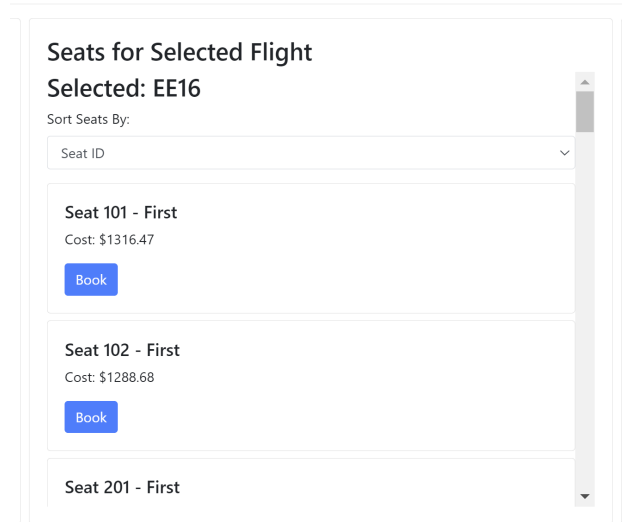 Seats for Selected Flight
Selected: EE16
Sort Seats By:
Seat ID
Seat 101 - First
Cost: $1316.47
Book
Seat 102 - First
Cost: $1288.68
Book
Seat 201 - First